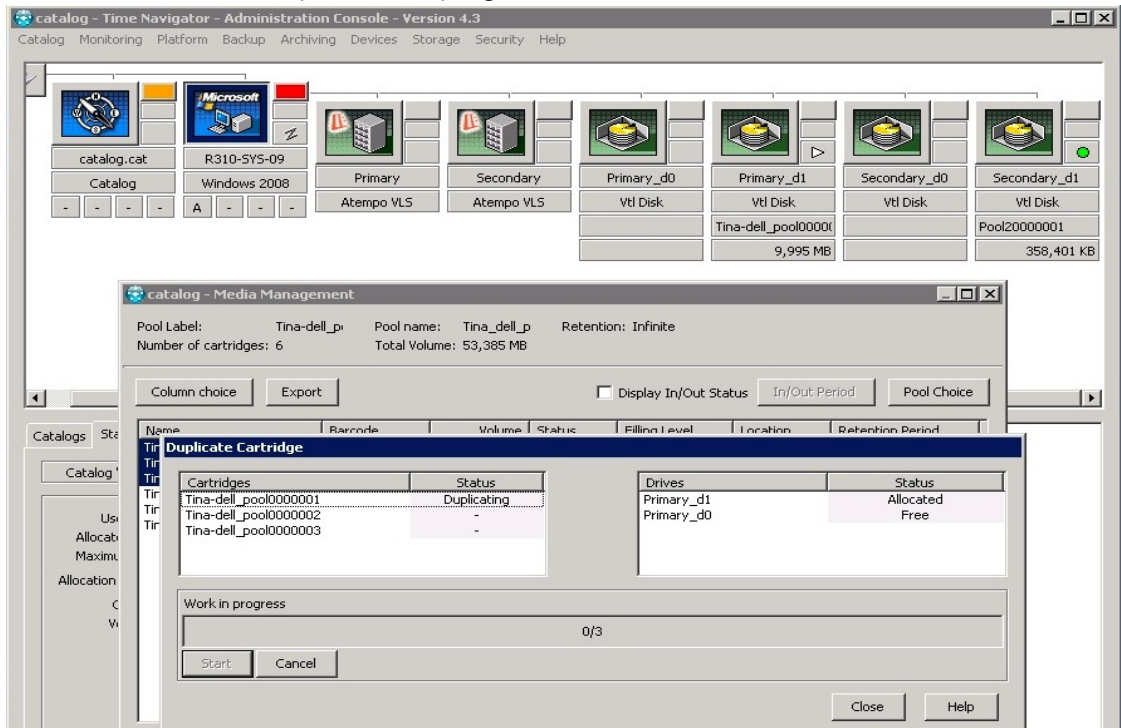 catalog - Time Navigator - Administration Console - Version 4.3
Catalog Monitoring Platform Backup Archiving Devices Storage Security Help
Microsoft
catalog.cat R310-SYS-09 Primary Secondary Primary_d0 Primary_d1 Secondary_d0 Secondary_d1
Catalog Windows 2008 Atempo VLS Atempo VLS Vtl Disk Vtl Disk Vtl Disk Vtl Disk
- - - - A - - -
Tina-dell_pool0000( Pool20000001
9,995 MB 358,401 KB
catalog - Media Management
Pool Label: Tina-dell_p Pool name: Tina_dell_p Retention: Infinite
Number of cartridges: 6 Total Volume: 53,385 MB
Column choice Export Display In/Out Status In/Out Period Pool Choice
Catalogs Sta Name Barcode Volume Status Filling Level Location Retention Period
Duplicate Cartridge
Catalog
Cartridges Status Drives Status
Tina-dell_pool0000001 Duplicating Primary_d1 Allocated
Tina-dell_pool0000002 - Primary_d0 Free
Tina-dell_pool0000003 -
Us
Allocat
Maximu
Allocation
Work in progress
0/3
Start Cancel
Close Help